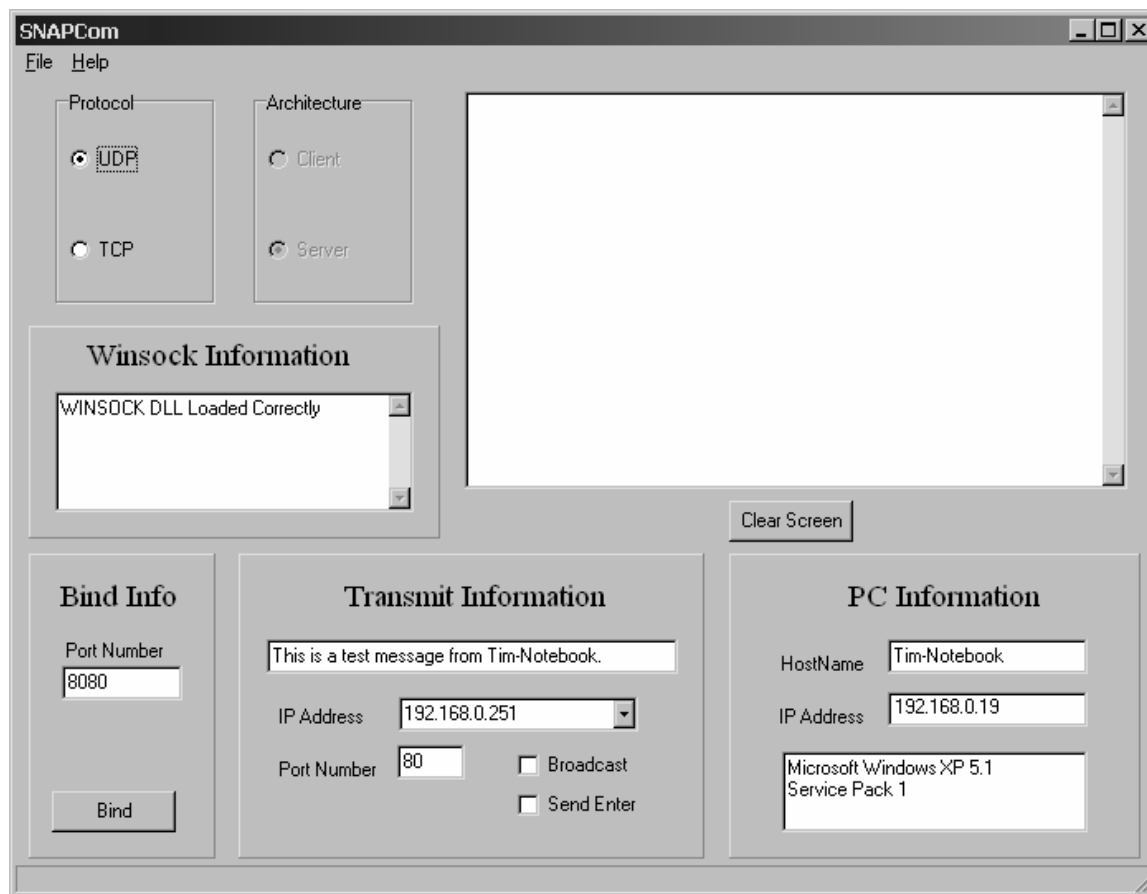 SNAPCom
File Help
Protocol
UDP
TCP
Architecture
Client
Server
Winsock Information
WINSOCK DLL Loaded Correctly
Clear Screen
Bind Info
Port Number
8080
Bind
Transmit Information
This is a test message from Tim-Notebook.
IP Address 192.168.0.251
Port Number 80
Broadcast
Send Enter
PC Information
HostName Tim-Notebook
IP Address 192.168.0.19
Microsoft Windows XP 5.1
Service Pack 1